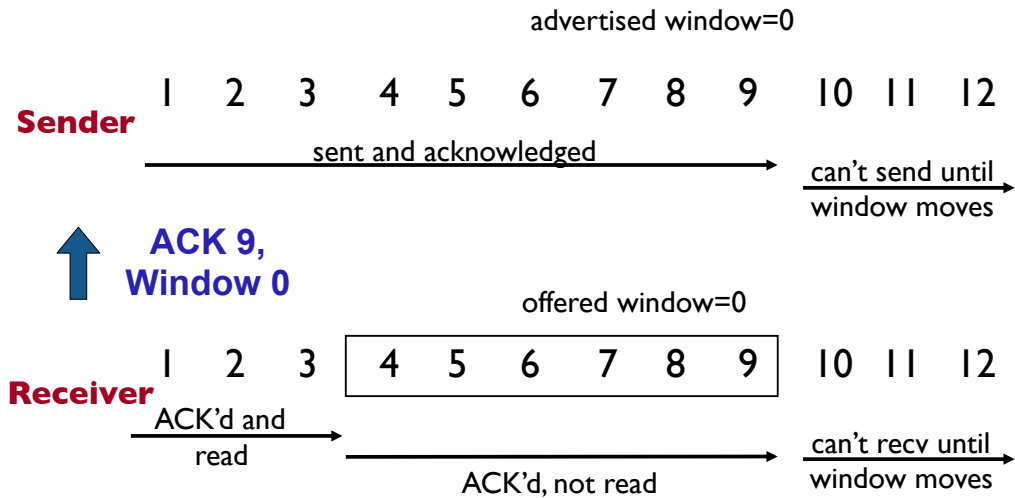 advertised window=0
1 2 3 4 5 6 7 8 9 10 11 12
Sender
sent and acknowledged
can't send until
window moves
ACK 9,
Window 0
offered window=0
1 2 3 4 5 6 7 8 9 10 11 12
Receiver
ACK'd and
read
ACK'd, not read
can't recv until
window moves